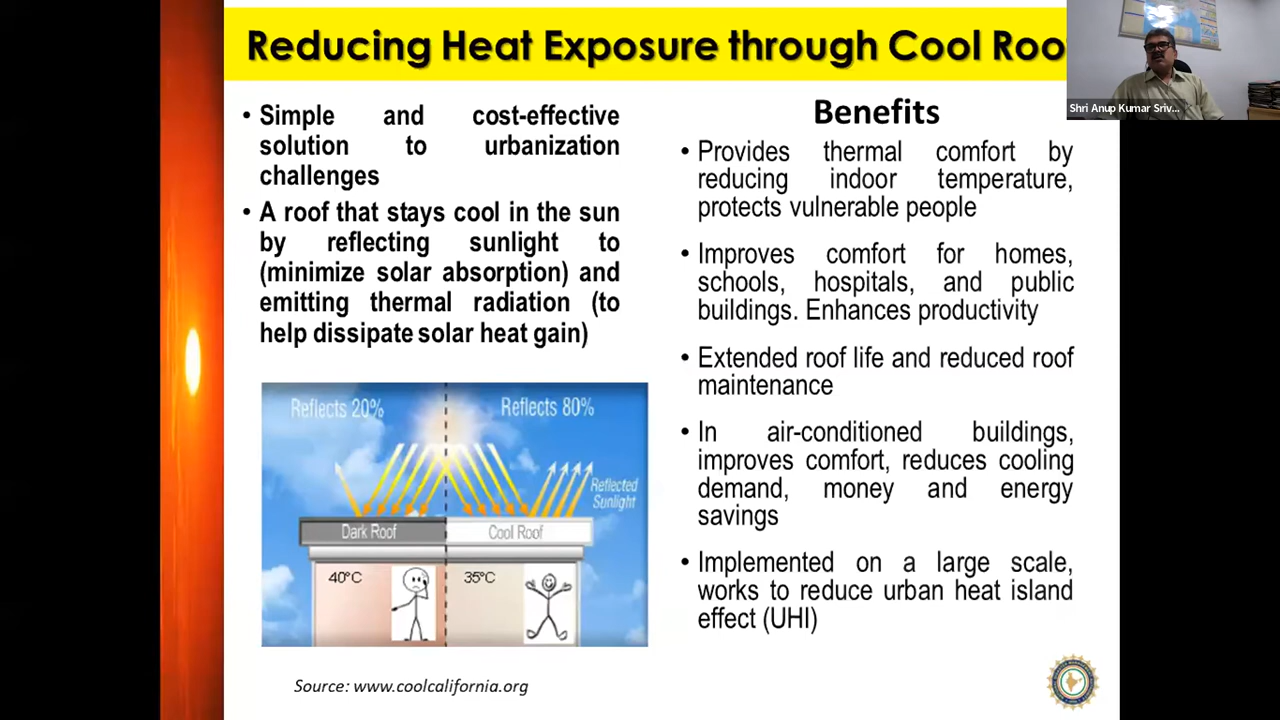 Reducing Heat Exposure through Cool Roo
Shri Anup Kumar Sriv...
• Simple and cost-effective
solution to urbanization
challenges
• A roof that stays cool in the sun
by reflecting sunlight to
(minimize solar absorption) and
emitting thermal radiation (to
help dissipate solar heat gain)
Reflects 20%
Reflects 80%
Reflected
Sunlight
Dark Roof
Cool Roof
40°C
35°C
Source: www.coolcalifornia.org
Benefits
• Provides thermal comfort by
reducing indoor temperature,
protects vulnerable people
• Improves comfort for homes,
schools, hospitals, and public
buildings. Enhances productivity
• Extended roof life and reduced roof
maintenance
• In air-conditioned buildings,
improves comfort, reduces cooling
demand, money and energy
savings
• Implemented on a large scale,
works to reduce urban heat island
effect (UHI)